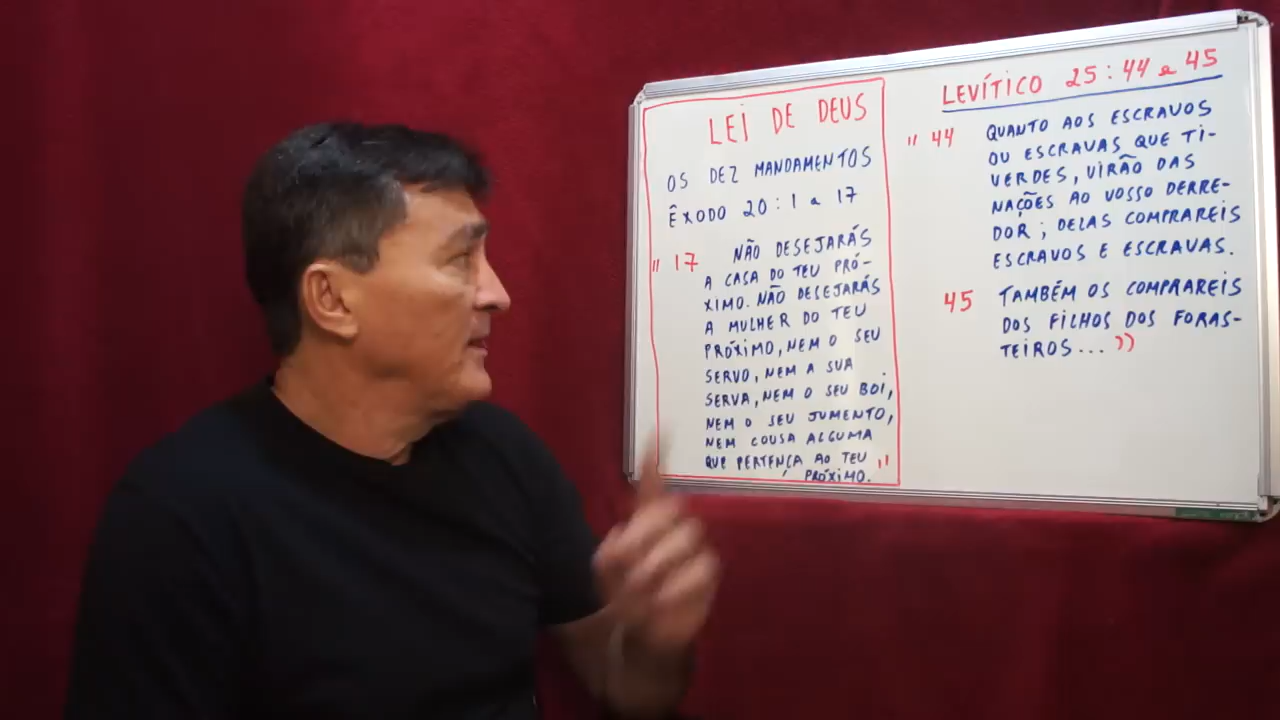 LEI DE DEUS
OS DEZ MANDAMENTOS
ÊXODO 20:1 a 17
" 17 NÃO DESEJARÁS
A CASA DO TEU PRÓ-
XIMO. NÃO DESEJARÁS
A MULHER DO TEU
PRÓXIMO, NEM O SEU
SERVO, NEM A SUA
SERVA, NEM O SEU BOI,
NEM O SEU JUMENTO,
NEM COUSA ALGUMA
QUE PERTENÇA AO TEU
PRÓXIMO. "
LEVÍTICO 25:44 e 45
" 44 QUANTO AOS ESCRAVOS
OU ESCRAVAS QUE TI-
VERDES, VIRÃO DAS
NAÇÕES AO VOSSO DERRE-
DOR; DELAS COMPRAREIS
ESCRAVOS E ESCRAVAS.
45 TAMBÉM OS COMPRAREIS
DOS FILHOS DOS FORAS-
TEIROS... "